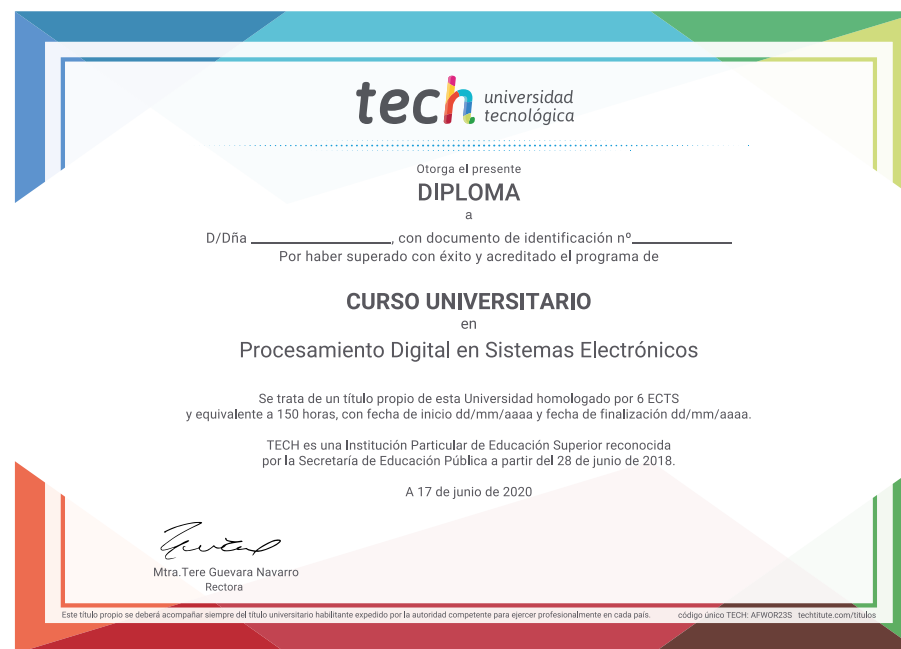 tech universidad
tecnológica
Otorga el presente
DIPLOMA
a
D/Dña ____________________, con documento de identificación nº______________
Por haber superado con éxito y acreditado el programa de
CURSO UNIVERSITARIO
en
Procesamiento Digital en Sistemas Electrónicos
Se trata de un título propio de esta Universidad homologado por 6 ECTS
y equivalente a 150 horas, con fecha de inicio dd/mm/aaaa y fecha de finalización dd/mm/aaaa.
TECH es una Institución Particular de Educación Superior reconocida
por la Secretaría de Educación Pública a partir del 28 de junio de 2018.
A 17 de junio de 2020
Mtra.Tere Guevara Navarro
Rectora
Este título propio se deberá acompañar siempre del título universitario habilitante expedido por la autoridad competente para ejercer profesionalmente en cada país. código único TECH: AFWOR23S techtitute.com/titulos